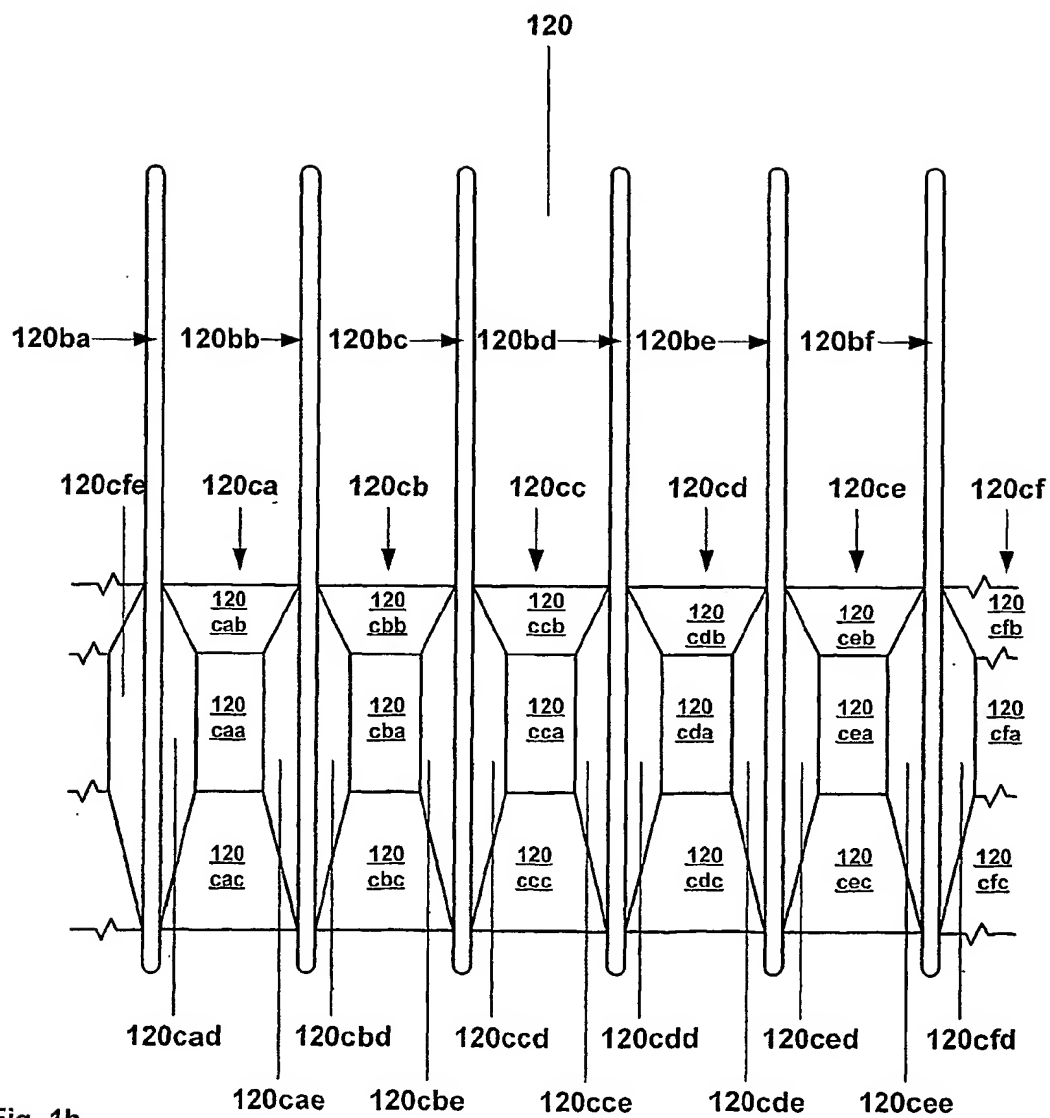 120
120ba 120bb 120bc 120bd 120be 120bf
120cfe 120ca 120cb 120cc 120cd 120ce 120cf
120 120 120 120 120 120
cab cbb ccb cdb ceb cfb
120 120 120 120 120 120
caa cba cca cda cea cfa
120 120 120 120 120 120
cac cbc ccc cdc cec cfc
120cad 120cbd 120ccd 120cdd 120ced 120cfd
120cae 120cbe 120cce 120cde 120cee